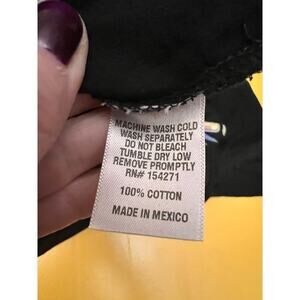 MACHINE WASH COLD
WASH SEPARATELY
DO NOT BLEACH
TUMBLE DRY LOW
REMOVE PROMPTLY
RN# 154271
100% COTTON
MADE IN MEXICO